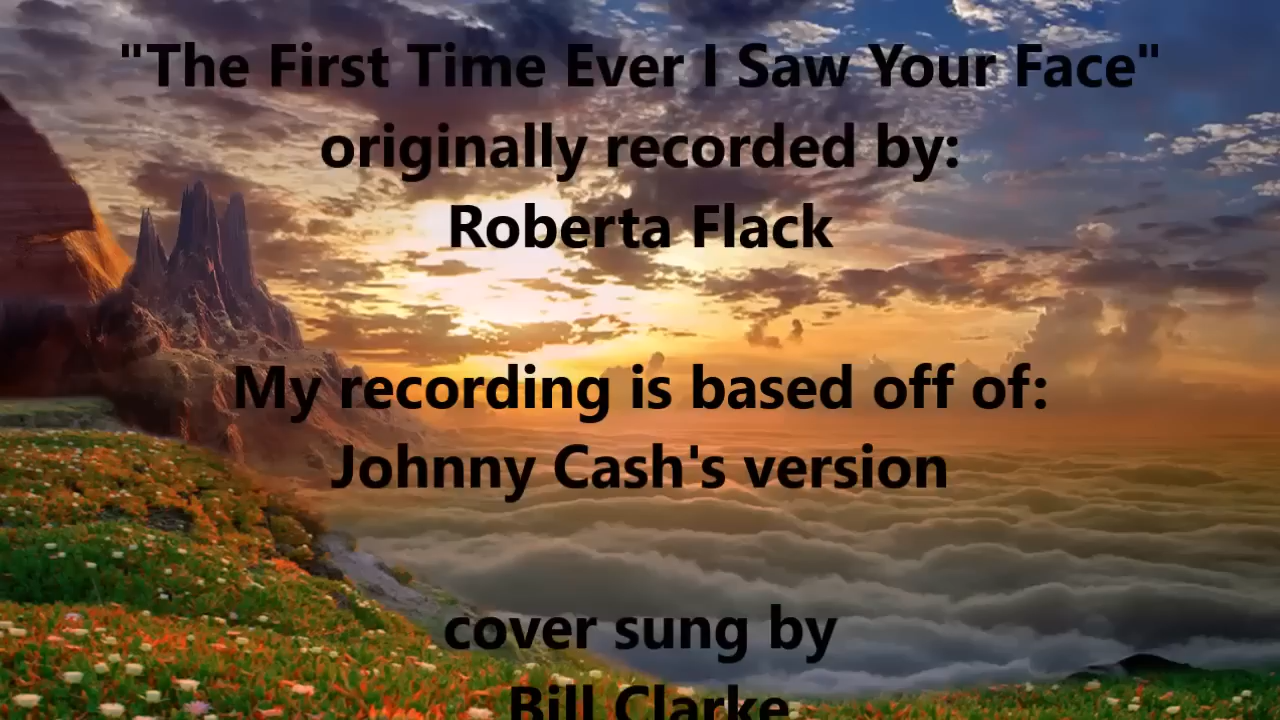 "The First Time Ever I Saw Your Face"
originally recorded by:
Roberta Flack
My recording is based off of:
Johnny Cash's version
cover sung by
Bill Clarke